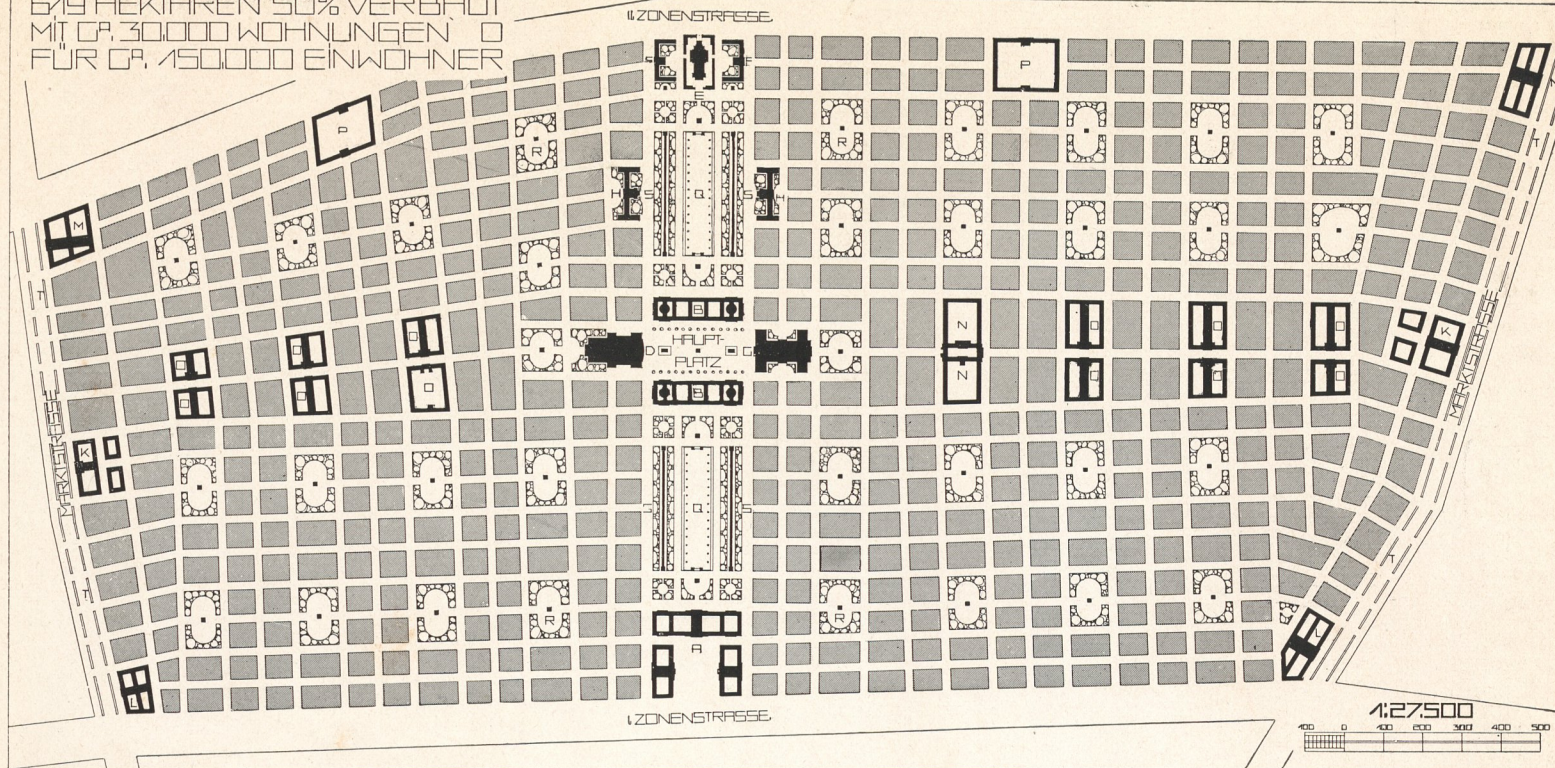 MIT Cᴬ. 30.000 WOHNUNGEN
FÜR Cᴬ. 150.000 EINWOHNER
ZONENSTRASSE
S
E
P
P
T
R
R
H
S
Q
S
H
M
T
B
HAUPT-
D
G
PLATZ
B
N
N
O
O
O
O
O
O
O
O
O
O
O
O
K
K
MARKTSTRASSE
MARKTSTRASSE
S
Q
S
T
T
R
R
A
L
L
ZONENSTRASSE
1:27.500
100 0 100 200 300 400 500